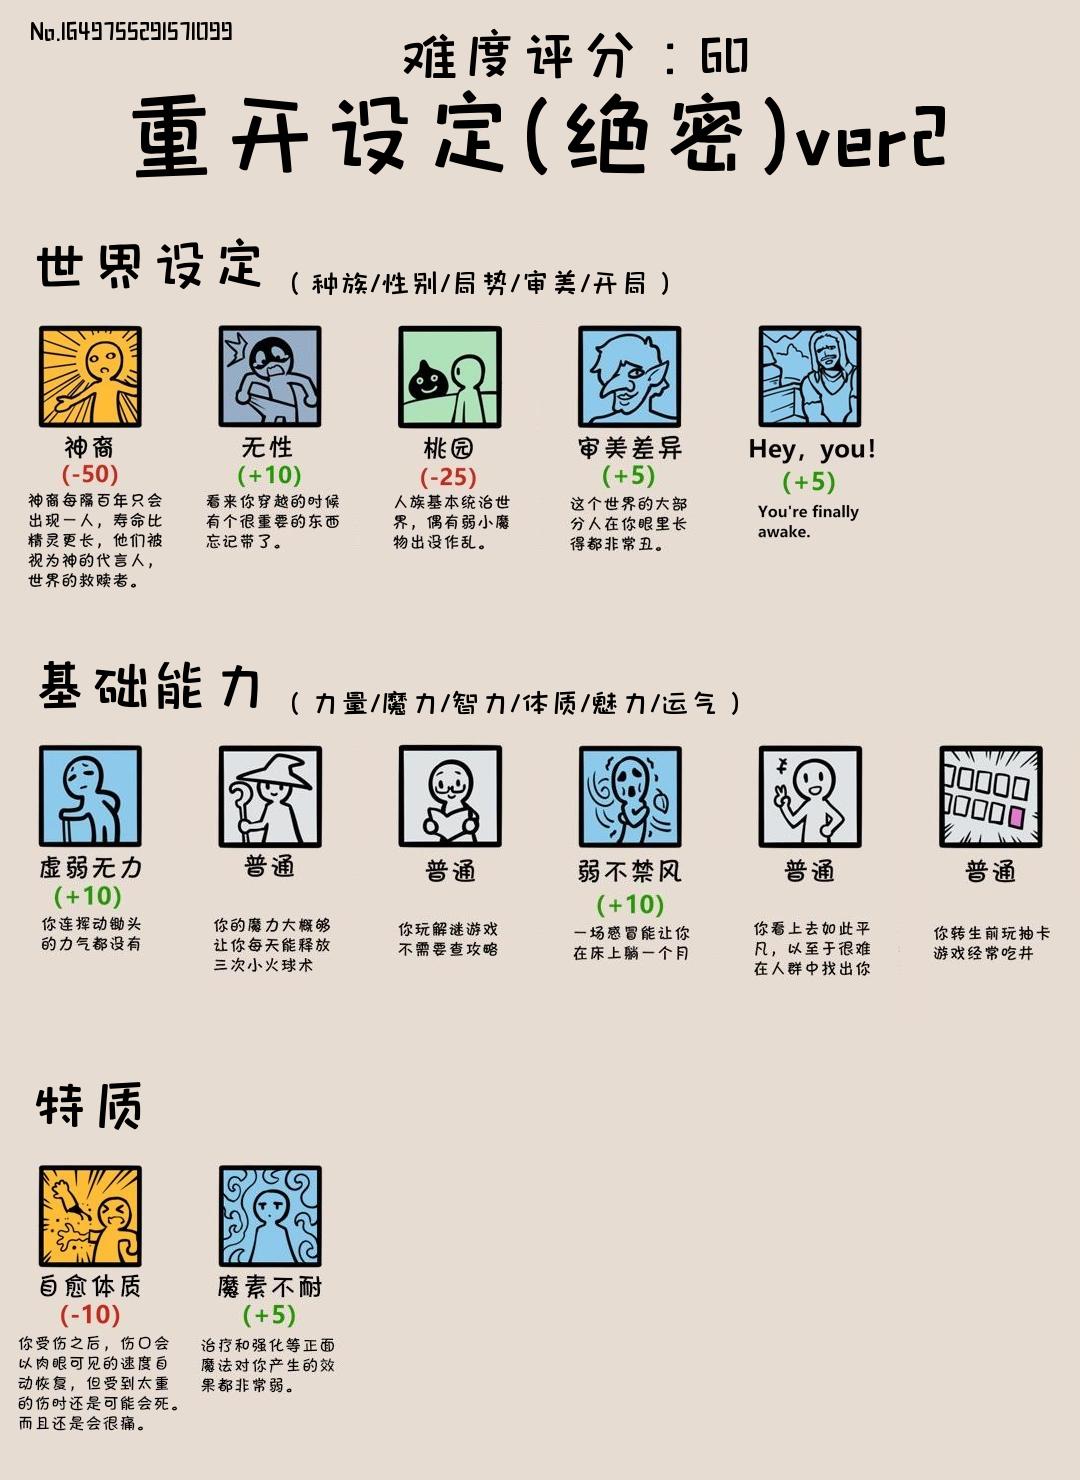 No.1649755291571099
难度评分：60
重开设定(绝密)ver2
世界设定（种族/性别/局势/审美/开局）
神裔
(-50)
神裔每隔百年只会
出现一人，寿命比
精灵更长，他们被
视为神的代言人，
世界的救赎者。
无性
(+10)
看来你穿越的时候
有个很重要的东西
忘记带了。
桃园
(-25)
人族基本统治世
界，偶有弱小魔
物出没作乱。
审美差异
(+5)
这个世界的大部
分人在你眼里长
得都非常丑。
Hey, you!
(+5)
You're finally
awake.
基础能力（力量/魔力/智力/体质/魅力/运气）
虚弱无力
(+10)
你连挥动锄头
的力气都没有
普通
你的魔力大概够
让你每天能释放
三次小火球术
普通
你玩解谜游戏
不需要查攻略
弱不禁风
(+10)
一场感冒能让你
在床上躺一个月
普通
你看上去如此平
凡，以至于很难
在人群中找出你
普通
你转生前玩抽卡
游戏经常吃井
特质
自愈体质
(-10)
你受伤之后，伤口会
以肉眼可见的速度自
动恢复，但受到太重
的伤时还是可能会死。
而且还是会很痛。
魔素不耐
(+5)
治疗和强化等正面
魔法对你产生的效
果都非常弱。